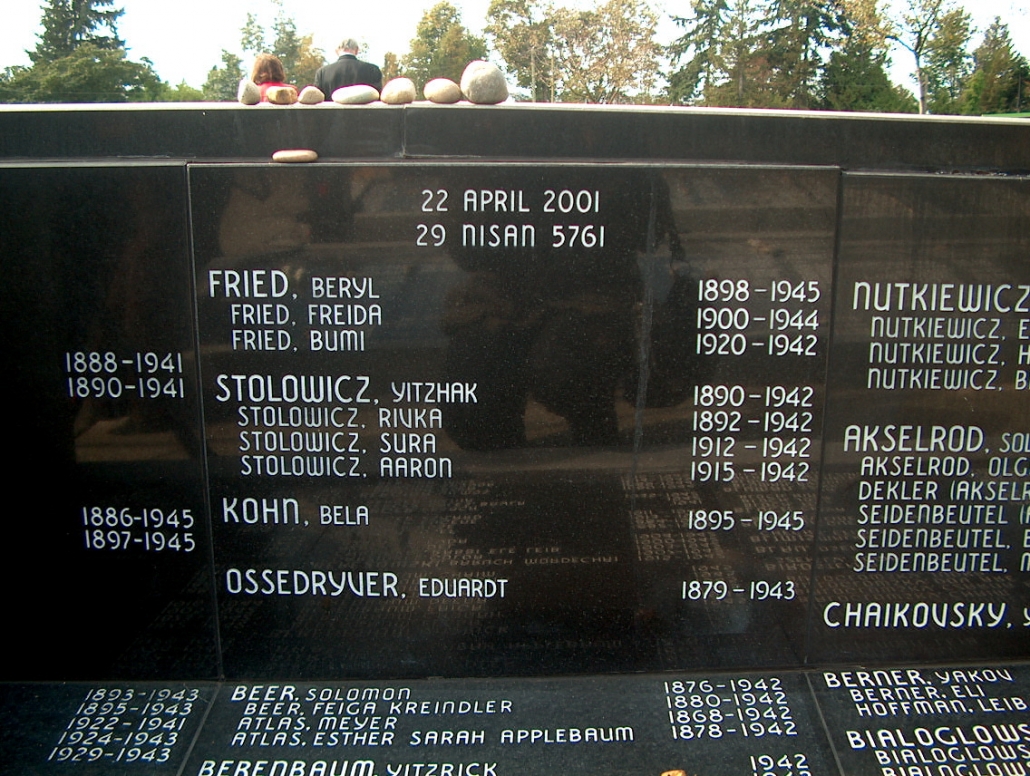 22 APRIL 2001
29 NISAN 5761
1888-1941
1890-1941
1886-1945
1897-1945
FRIED, BERYL 1898-1945
FRIED, FREIDA 1900-1944
FRIED, BUMI 1920-1942
STOLOWICZ, YITZHAK 1890-1942
STOLOWICZ, RIVKA 1892-1942
STOLOWICZ, SURA 1912-1942
STOLOWICZ, AARON 1915-1942
KOHN, BELA 1895-1945
OSSEDRYVER, EDUARDT 1879-1943
NUTKIEWICZ
NUTKIEWICZ,
NUTKIEWICZ,
NUTKIEWICZ,
AKSELROD,
AKSELROD,
DEKLER
SEIDENBEUTEL
SEIDENBEUTEL,
SEIDENBEUTEL,
CHAIKOVSKY,
1893-1943
1895-1943
1922-1941
1924-1943
1929-1943
BEER, SOLOMON 1876-1942
BEER, FEIGA KREINDLER 1880-1942
ATLAS, MEYER 1868-1942
ATLAS, ESTHER SARAH APPLEBAUM 1878-1942
BERENBAUM, YITZRICK 1942
BERNER, YAKOV
BERNER, ELI
HOFFMAN, LEIB